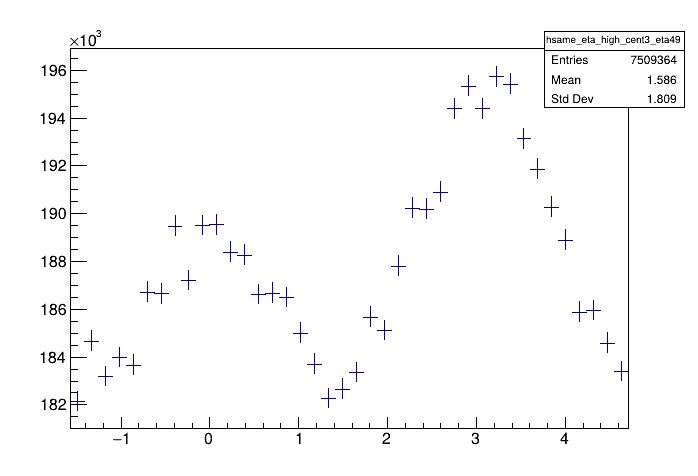 ×10³
hsame_eta_high_cent3_eta49
Entries 7509364
Mean 1.586
Std Dev 1.809
196
194
192
190
188
186
184
182
−1 0 1 2 3 4